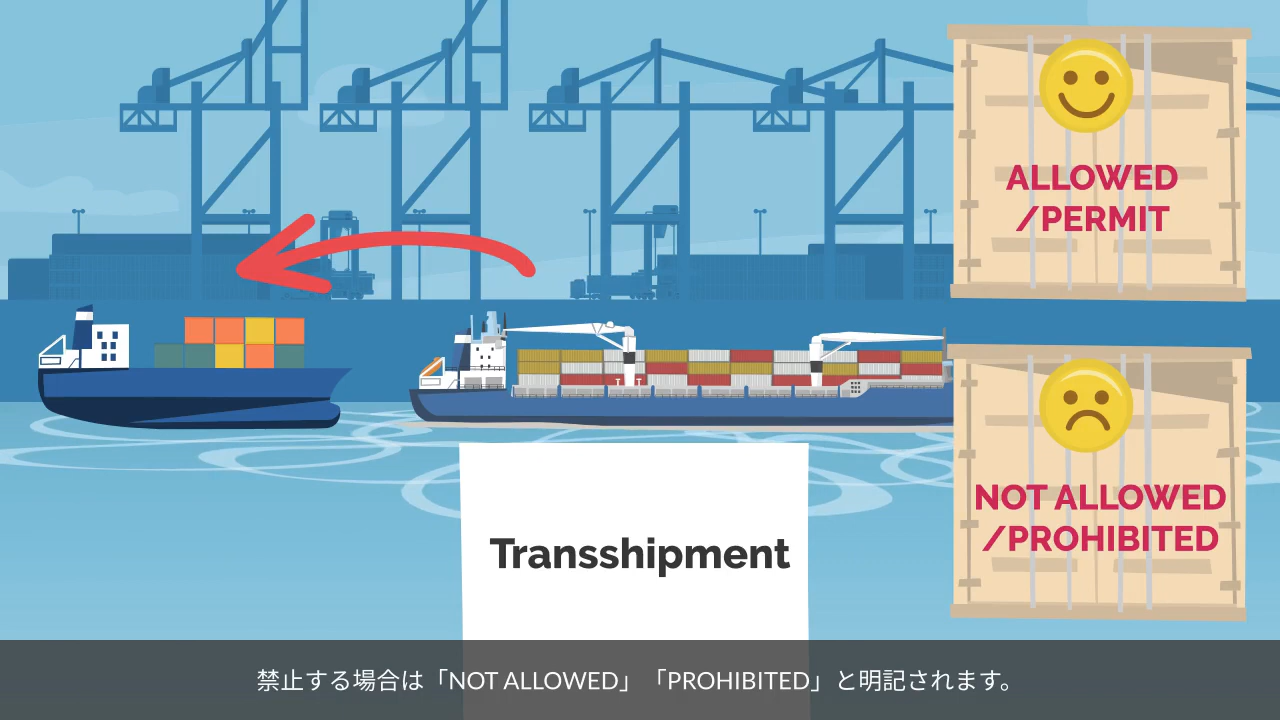 ALLOWED
/PERMIT
NOT ALLOWED
/PROHIBITED
Transshipment
禁止する場合は「NOT ALLOWED」「PROHIBITED」と明記されます。